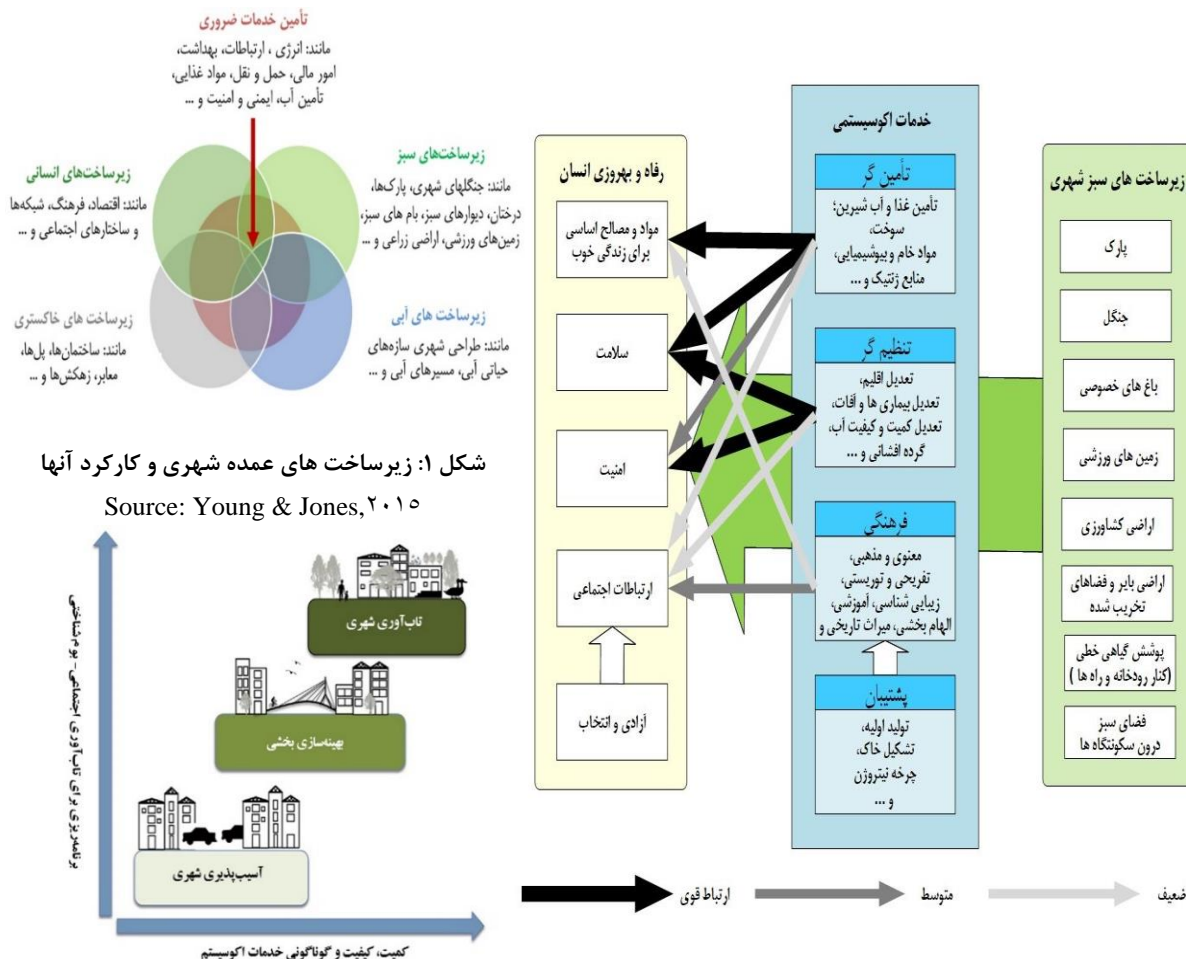 تأمین خدمات ضروری
مانند: انرژی ، ارتباطات، بهداشت،
امور مالی، حمل و نقل، مواد غذایی،
تأمین آب، ایمنی و امنیت و ...
زیرساخت‌های سبز
مانند: جنگلهای شهری، پارک‌ها،
درختان، دیوارهای سبز، بام های سبز،
زمین‌های ورزشی، اراضی زراعی و ...
زیرساخت‌های انسانی
مانند: اقتصاد، فرهنگ، شبکه‌ها
و ساختارهای اجتماعی و ...
زیرساخت های آبی
مانند: طراحی شهری سازه‌های
حیاتی آبی، مسیرهای آبی و ...
زیرساخت های خاکستری
مانند: ساختمان‌ها، پل‌ها،
معابر، زهکش‌ها و ...
شکل ۱: زیرساخت های عمده شهری و کارکرد آنها
Source: Young & Jones,۲۰۱۵
برنامه‌ریزی برای تاب‌آوری اجتماعی- بوم‌شناختی
تاب‌آوری شهری
بهینه‌سازی بخشی
آسیب‌پذیری شهری
کمیت، کیفیت و گوناگونی خدمات اکوسیستم
زیرساخت های سبز شهری
پارک
جنگل
باغ های خصوصی
زمین های ورزشی
اراضی کشاورزی
اراضی بایر و فضاهای
تخریب شده
پوشش گیاهی خطی
(کنار رودخانه و راه ها )
فضای سبز
درون سکونتگاه ها
خدمات اکوسیستمی
تأمین گر
تأمین غذا و آب شیرین؛
سوخت،
مواد خام و بیوشیمیایی،
منابع ژنتیک و ...
تنظیم گر
تعدیل اقلیم،
تعدیل بیماری ها و آفات،
تعدیل کمیت و کیفیت آب،
گرده افشانی و ...
فرهنگی
معنوی و مذهبی،
تفریحی و توریستی،
زیبایی شناسی، آموزشی،
الهام بخشی، میراث تاریخی و
پشتیبان
تولید اولیه،
تشکیل خاک،
چرخه نیتروژن
و ...
رفاه و بهروزی انسان
مواد و مصالح اساسی
برای زندگی خوب
سلامت
امنیت
ارتباطات اجتماعی
آزادی و انتخاب
ارتباط قوی
متوسط
ضعیف